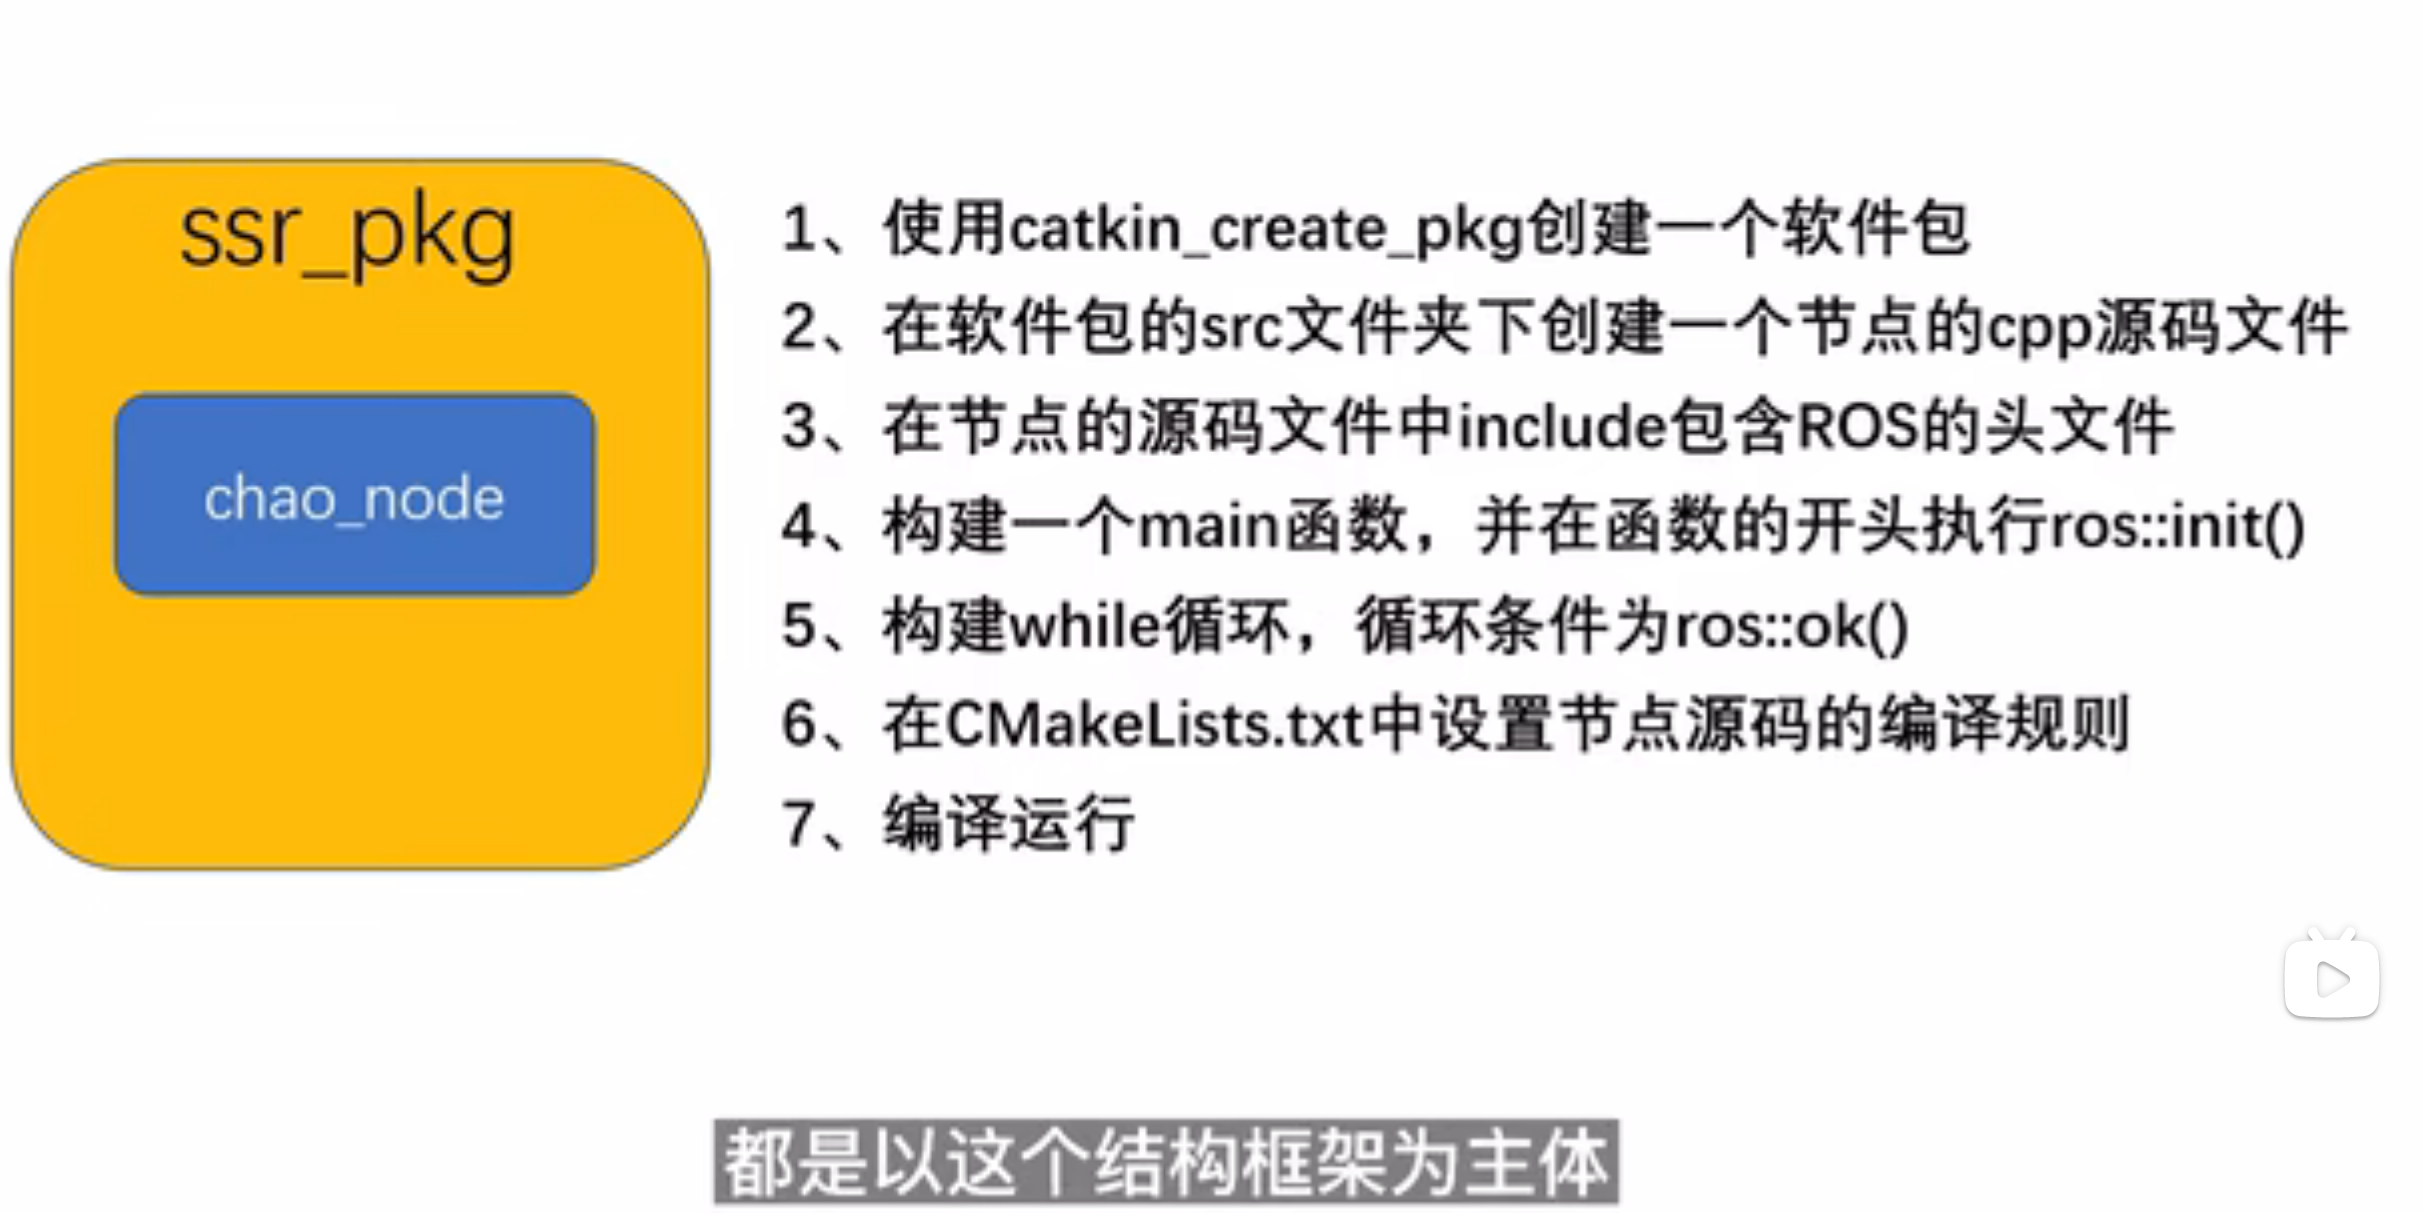 ssr_pkg
chao_node
1、使用catkin_create_pkg创建一个软件包
2、在软件包的src文件夹下创建一个节点的cpp源码文件
3、在节点的源码文件中include包含ROS的头文件
4、构建一个main函数，并在函数的开头执行ros::init()
5、构建while循环，循环条件为ros::ok()
6、在CMakeLists.txt中设置节点源码的编译规则
7、编译运行
都是以这个结构框架为主体